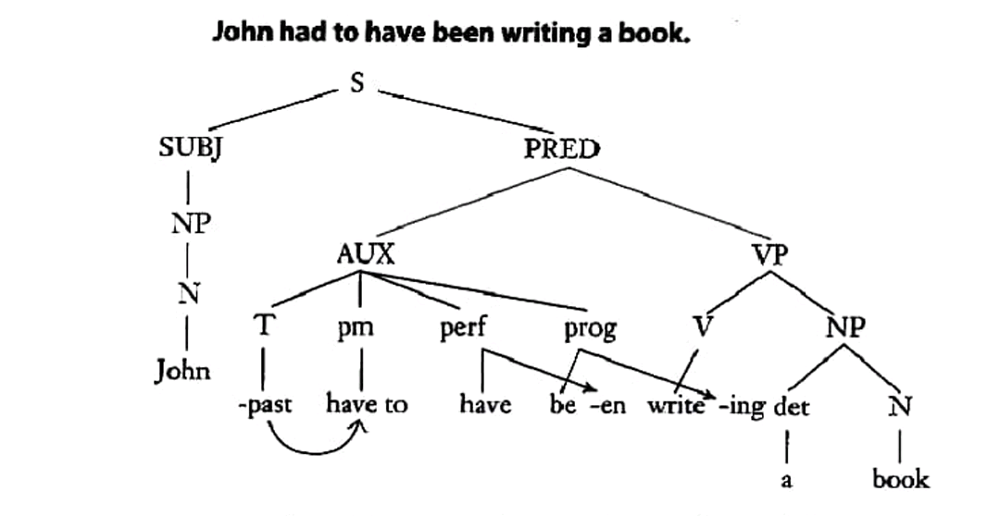 John had to have been writing a book.
S
SUBJ PRED
NP
AUX VP
N
T pm perf prog V NP
John
-past have to have be -en write -ing det N
a book